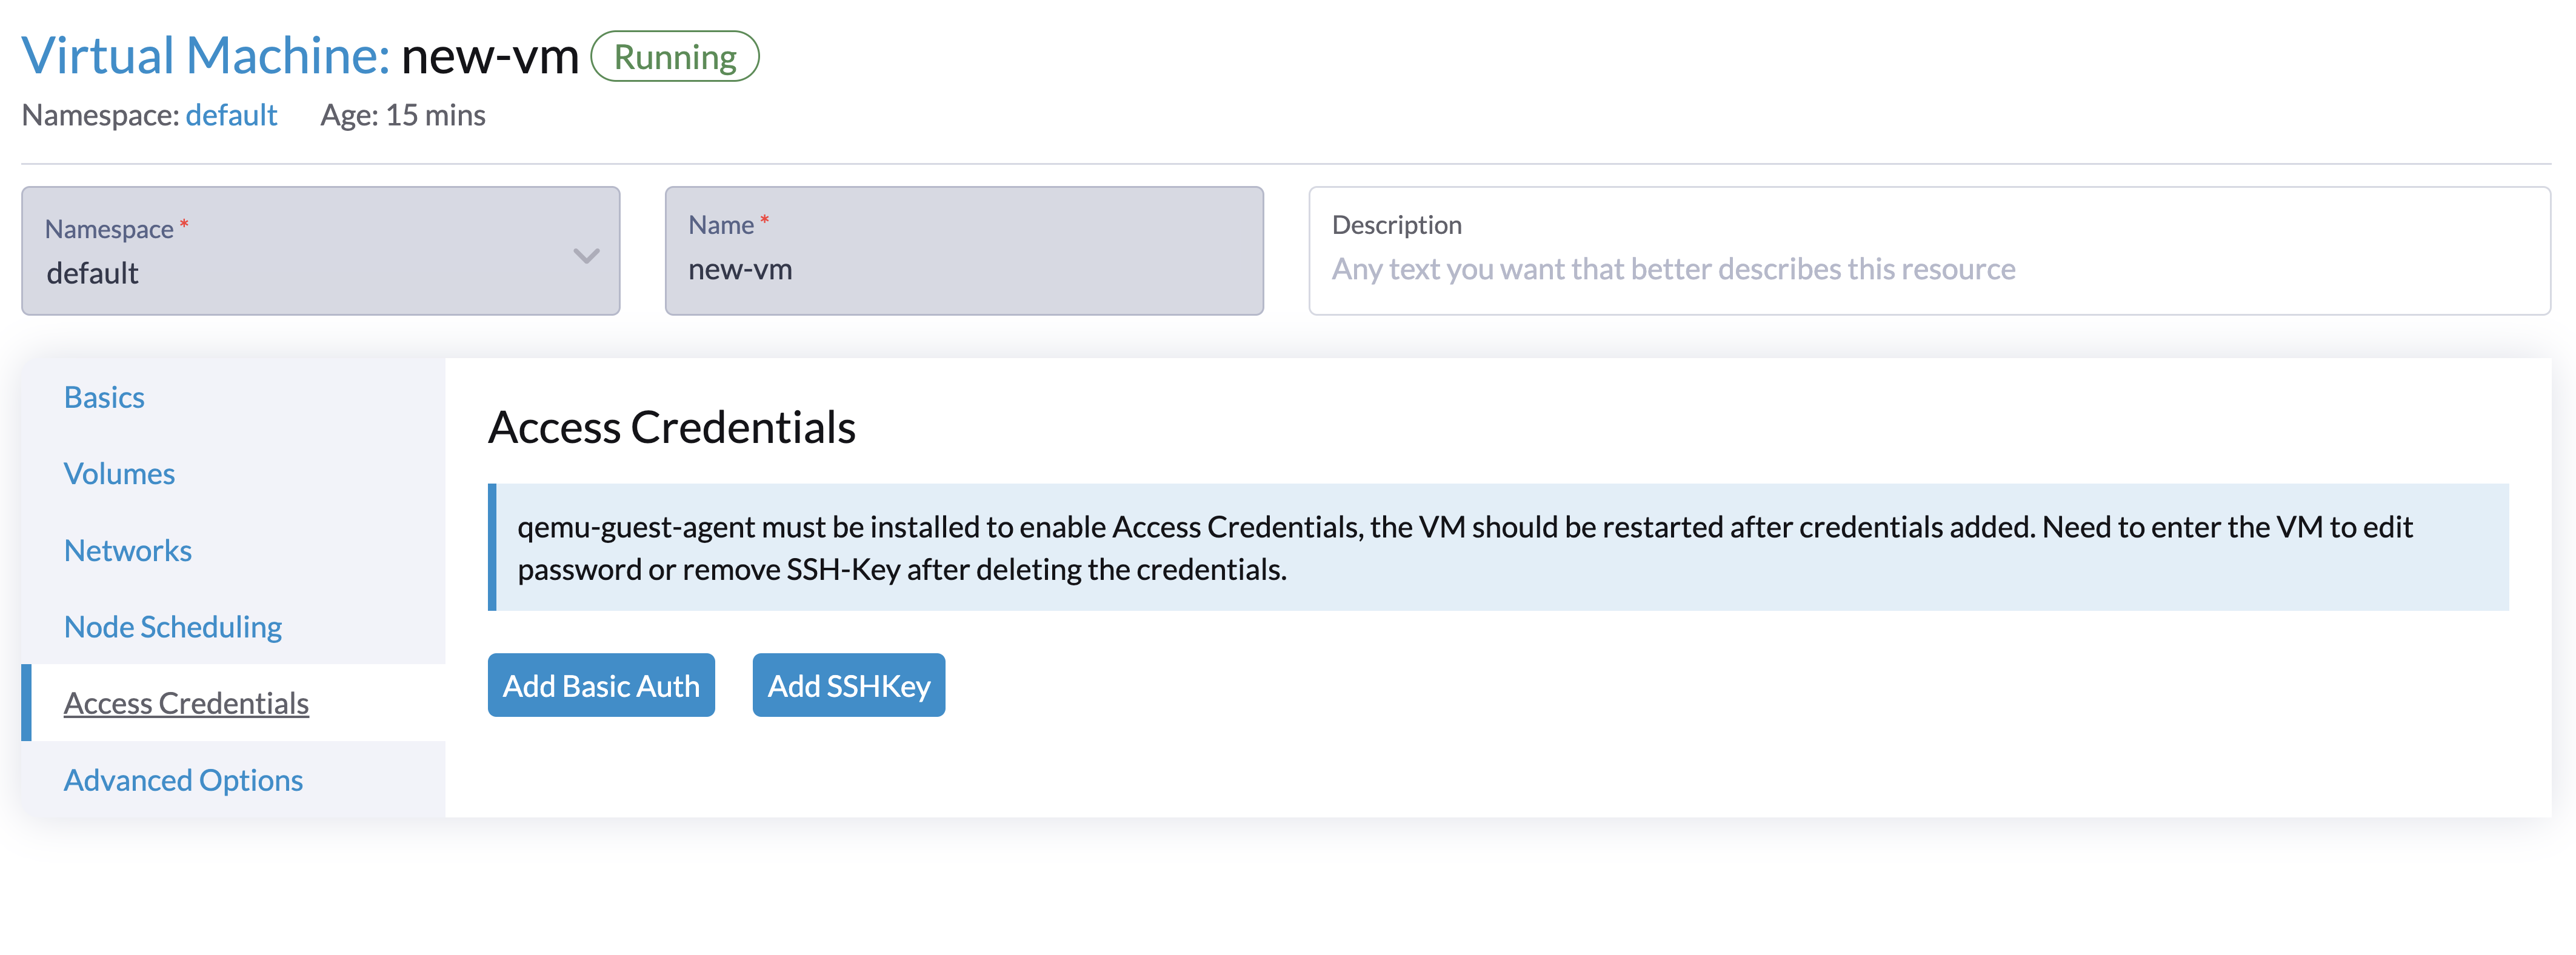 Virtual Machine: new-vm Running
Namespace: default Age: 15 mins
Namespace *
default
Name *
new-vm
Description
Any text you want that better describes this resource
Basics
Volumes
Networks
Node Scheduling
Access Credentials
Advanced Options
Access Credentials
qemu-guest-agent must be installed to enable Access Credentials, the VM should be restarted after credentials added. Need to enter the VM to edit
password or remove SSH-Key after deleting the credentials.
Add Basic Auth Add SSHKey